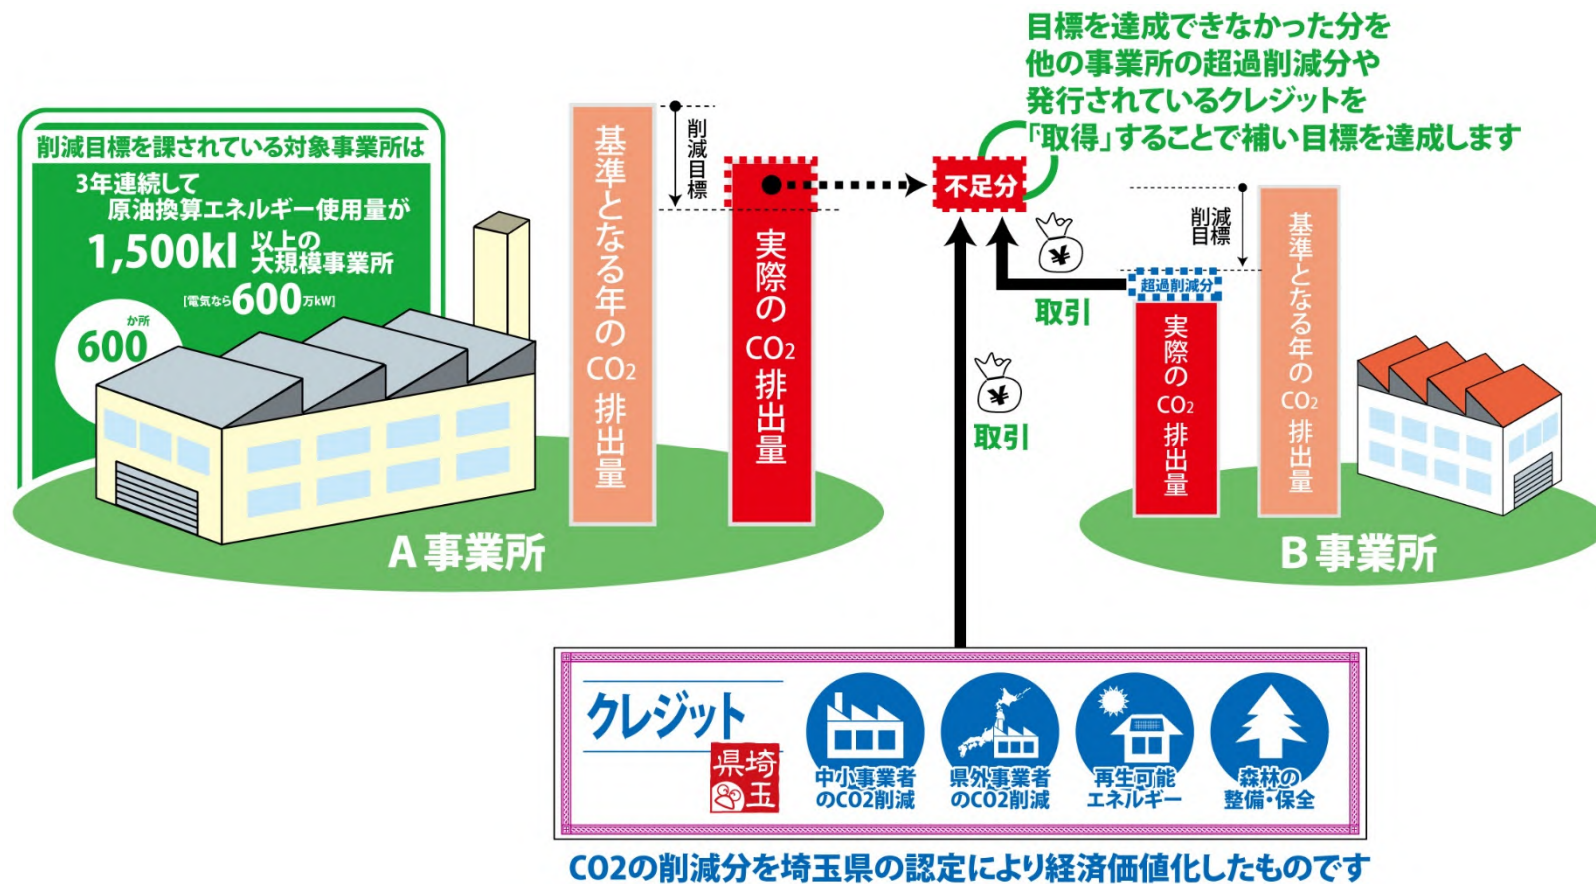 目標を達成できなかった分を
他の事業所の超過削減分や
発行されているクレジットを
「取得」することで補い目標を達成します
削減目標を課されている対象事業所は
3年連続して
原油換算エネルギー使用量が
1,500kl 以上の
大規模事業所
[電気なら600万kW]
600か所
基準となる年のCO2排出量
削減目標
実際のCO2排出量
A事業所
不足分
取引
取引
超過削減分
削減
目標
実際のCO2排出量
基準となる年のCO2排出量
B事業所
クレジット
埼玉県
中小事業者
のCO2削減
県外事業者
のCO2削減
再生可能
エネルギー
森林の
整備・保全
CO2の削減分を埼玉県の認定により経済価値化したものです